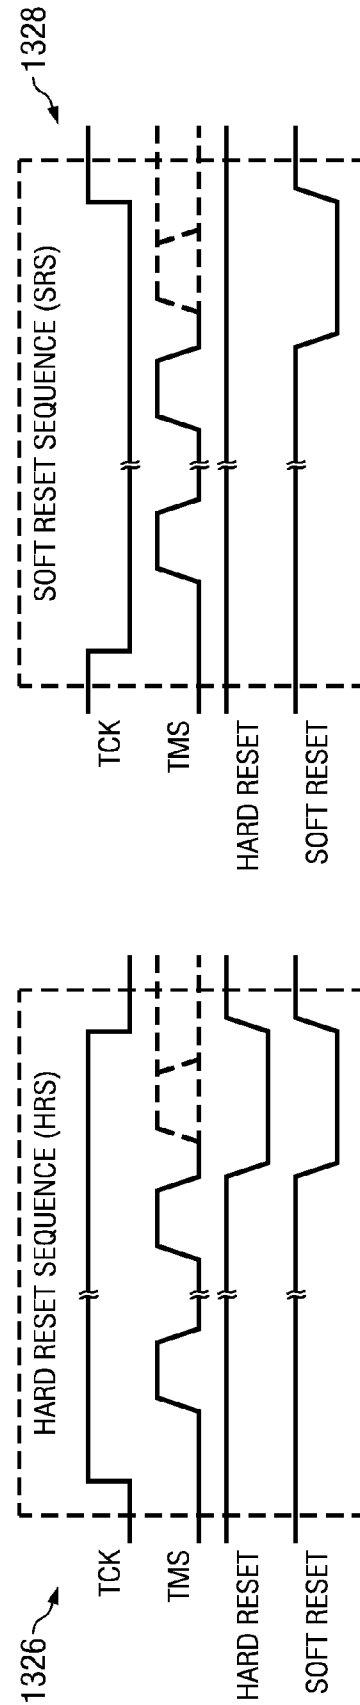 1326
HARD RESET SEQUENCE (HRS)
TCK
TMS
HARD RESET
SOFT RESET
1328
SOFT RESET SEQUENCE (SRS)
TCK
TMS
HARD RESET
SOFT RESET